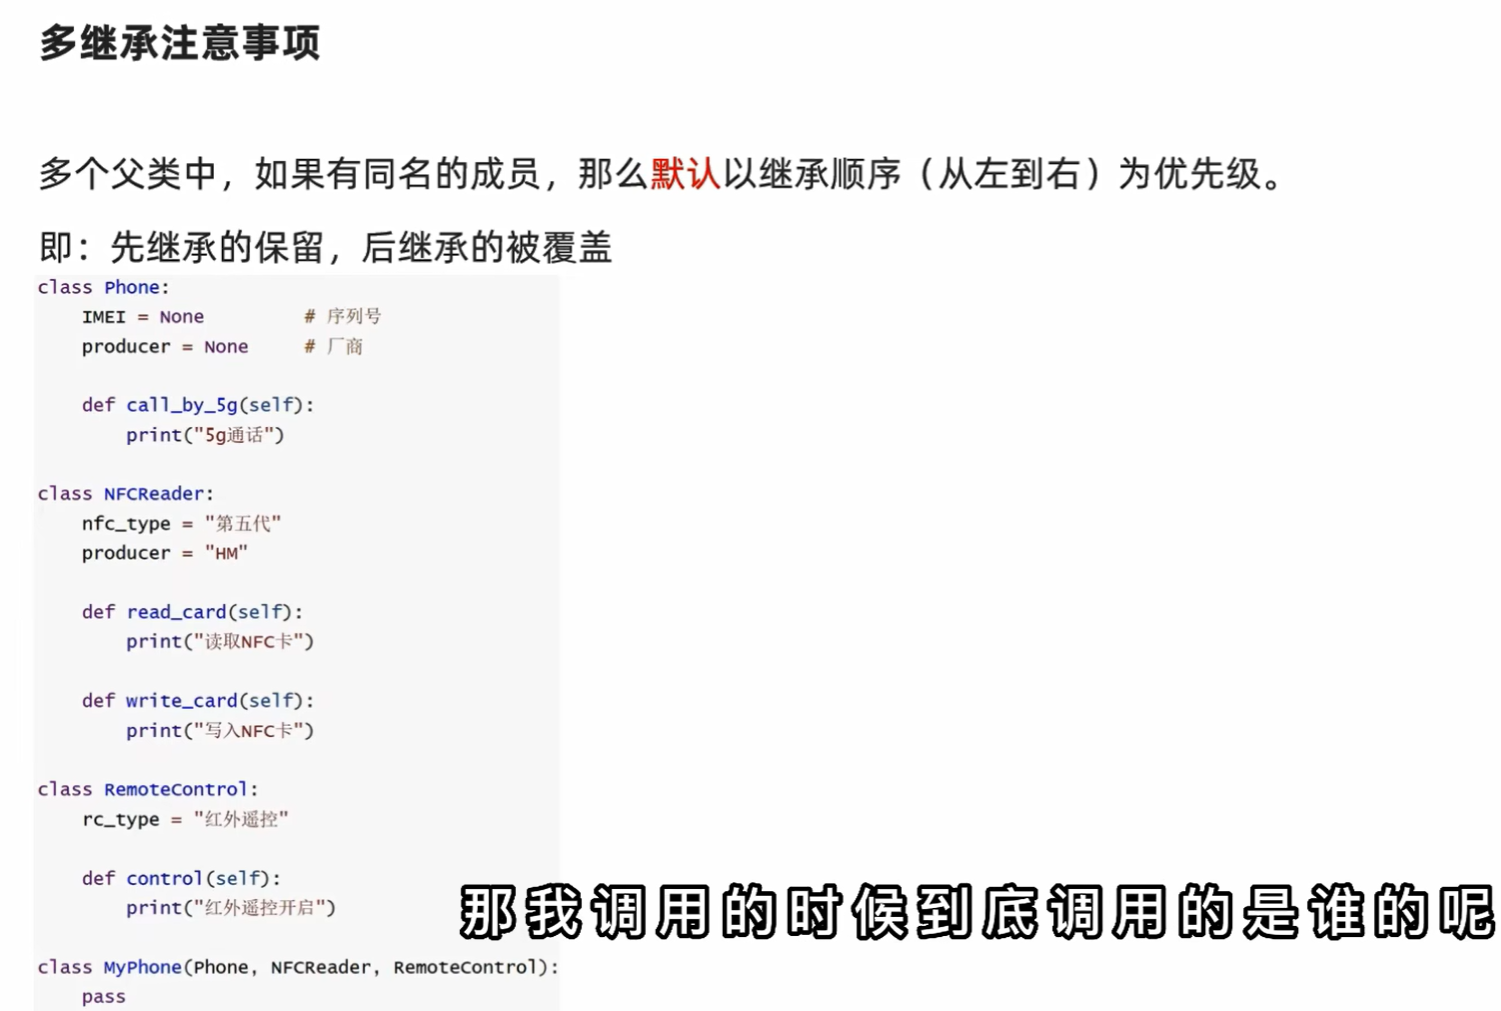 多继承注意事项
多个父类中，如果有同名的成员，那么默认以继承顺序（从左到右）为优先级。
即：先继承的保留，后继承的被覆盖
class Phone:
    IMEI = None         # 序列号
    producer = None     # 厂商
    def call_by_5g(self):
        print("5g通话")
class NFCReader:
    nfc_type = "第五代"
    producer = "HM"
    def read_card(self):
        print("读取NFC卡")
    def write_card(self):
        print("写入NFC卡")
class RemoteControl:
    rc_type = "红外遥控"
    def control(self):
        print("红外遥控开启")
那我调用的时候到底调用的是谁的呢
class MyPhone(Phone, NFCReader, RemoteControl):
    pass